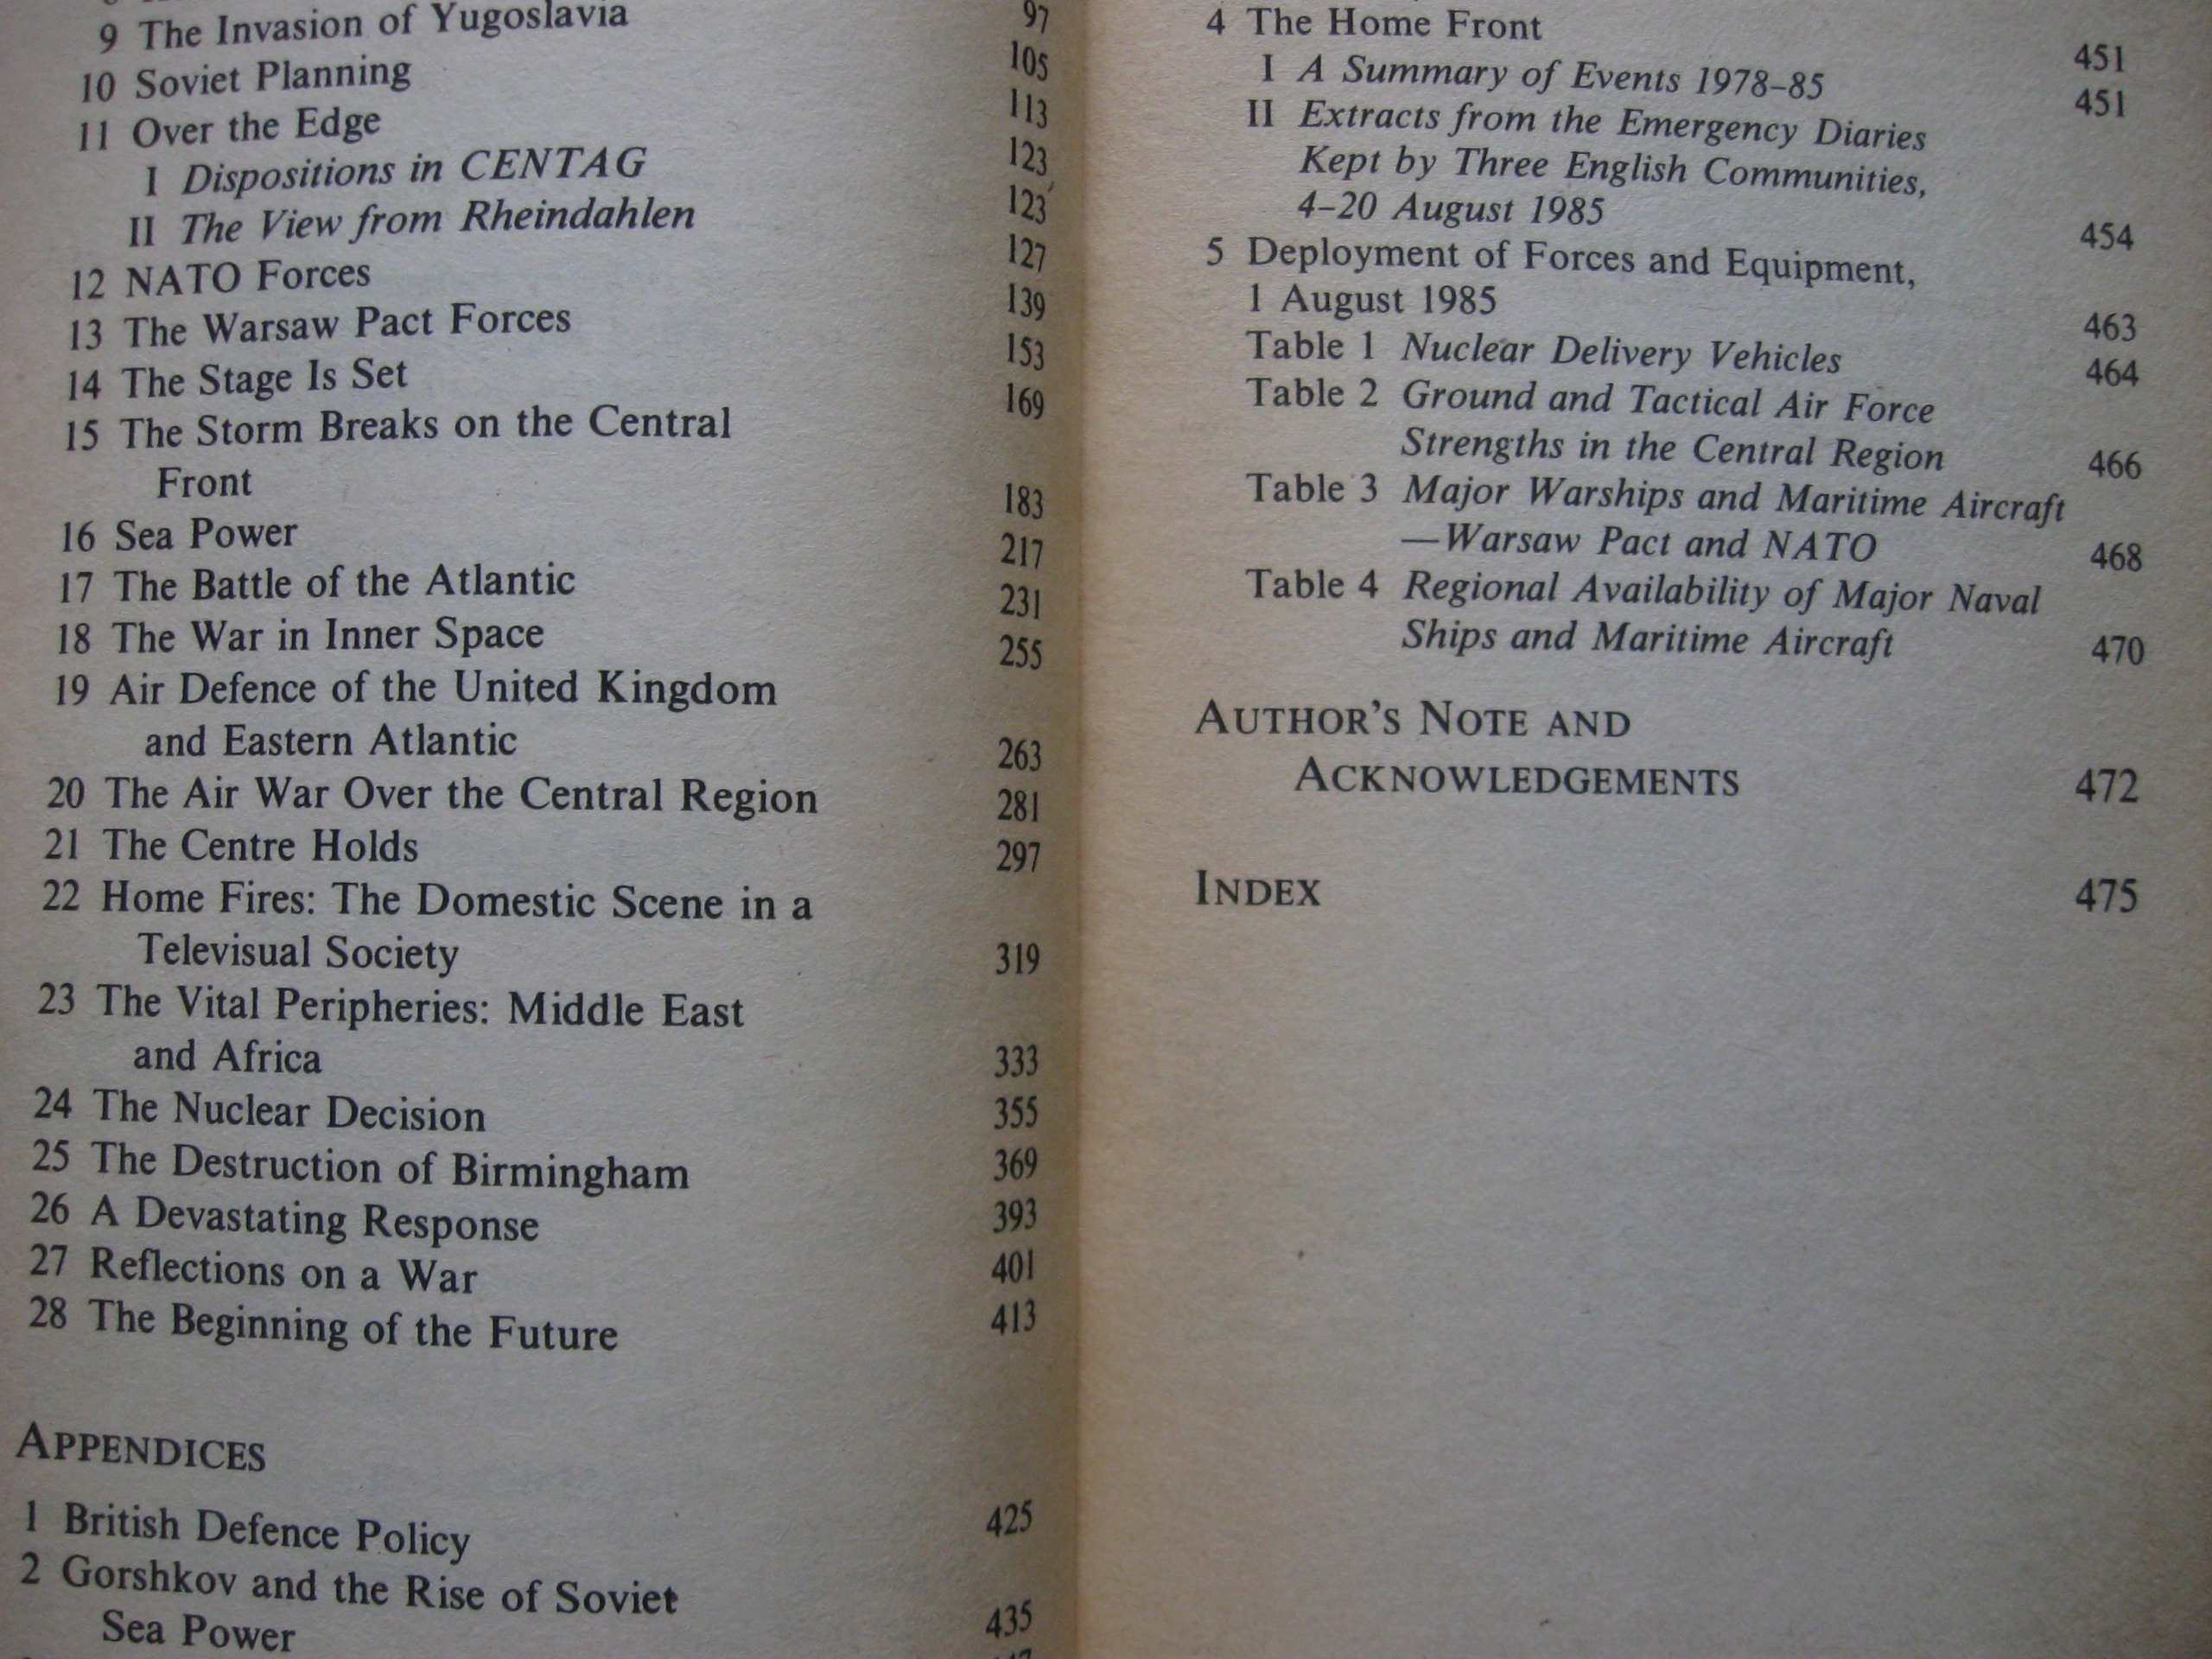 97
9 The Invasion of Yugoslavia 105
10 Soviet Planning 113
11 Over the Edge 123
I Dispositions in CENTAG 123
II The View from Rheindahlen 127
12 NATO Forces 139
13 The Warsaw Pact Forces 153
14 The Stage Is Set 169
15 The Storm Breaks on the Central
Front 183
16 Sea Power 217
17 The Battle of the Atlantic 231
18 The War in Inner Space 255
19 Air Defence of the United Kingdom
and Eastern Atlantic 263
20 The Air War Over the Central Region 281
21 The Centre Holds 297
22 Home Fires: The Domestic Scene in a
Televisual Society 319
23 The Vital Peripheries: Middle East
and Africa 333
24 The Nuclear Decision 355
25 The Destruction of Birmingham 369
26 A Devastating Response 393
27 Reflections on a War 401
28 The Beginning of the Future 413
APPENDICES
1 British Defence Policy 425
2 Gorshkov and the Rise of Soviet
Sea Power 435
4 The Home Front 451
I A Summary of Events 1978–85 451
II Extracts from the Emergency Diaries
Kept by Three English Communities,
4–20 August 1985 454
5 Deployment of Forces and Equipment,
1 August 1985 463
Table 1 Nuclear Delivery Vehicles 464
Table 2 Ground and Tactical Air Force
Strengths in the Central Region 466
Table 3 Major Warships and Maritime Aircraft
—Warsaw Pact and NATO 468
Table 4 Regional Availability of Major Naval
Ships and Maritime Aircraft 470
AUTHOR'S NOTE AND
ACKNOWLEDGEMENTS 472
INDEX 475